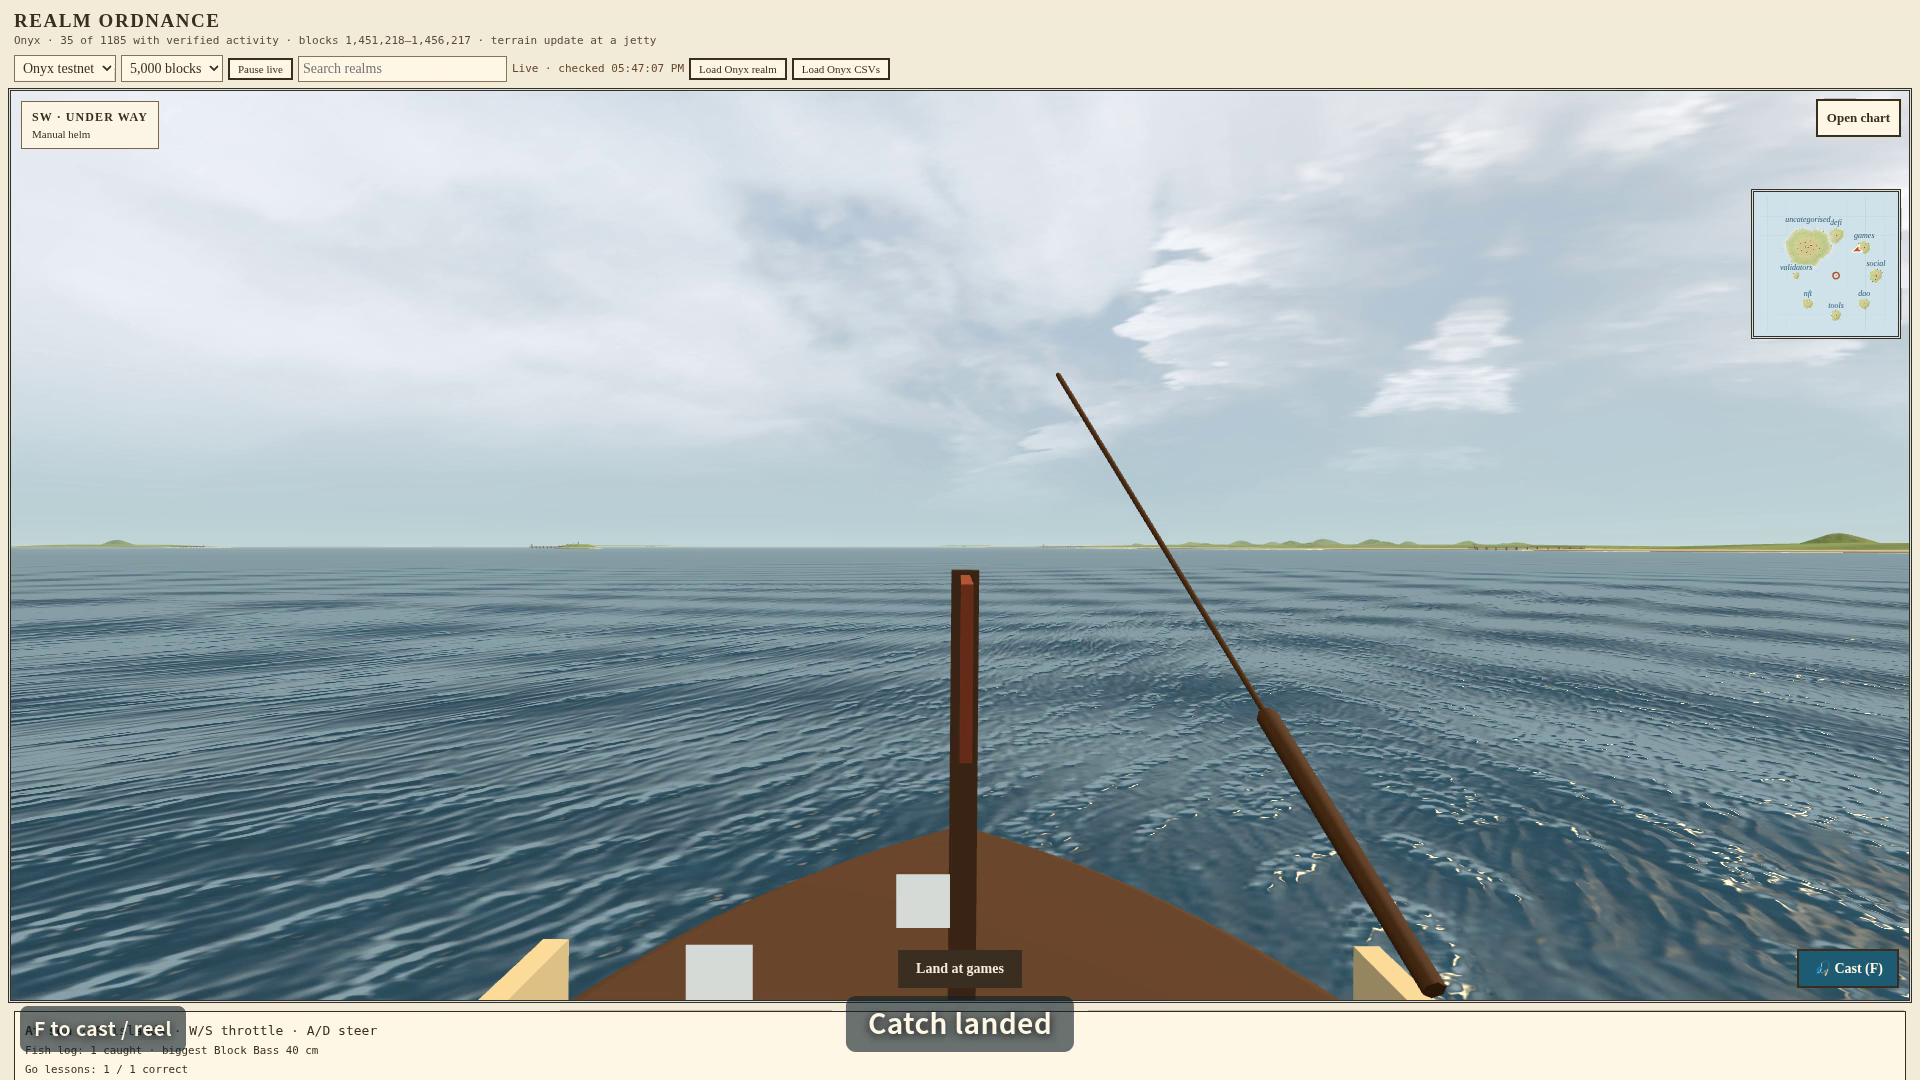 REALM ORDNANCE
Onyx · 35 of 1185 with verified activity · blocks 1,451,218–1,456,217 · terrain update at a jetty
Onyx testnet 5,000 blocks Pause live Search realms Live · checked 05:47:07 PM Load Onyx realm Load Onyx CSVs
SW · UNDER WAY
Manual helm
Open chart
uncategorised
defi
games
validators
social
nft
dao
tools
Land at games
Cast (F)
Catch landed
F to cast / reel
· W/S throttle · A/D steer
Fish log: 1 caught · biggest Block Bass 40 cm
Go lessons: 1 / 1 correct